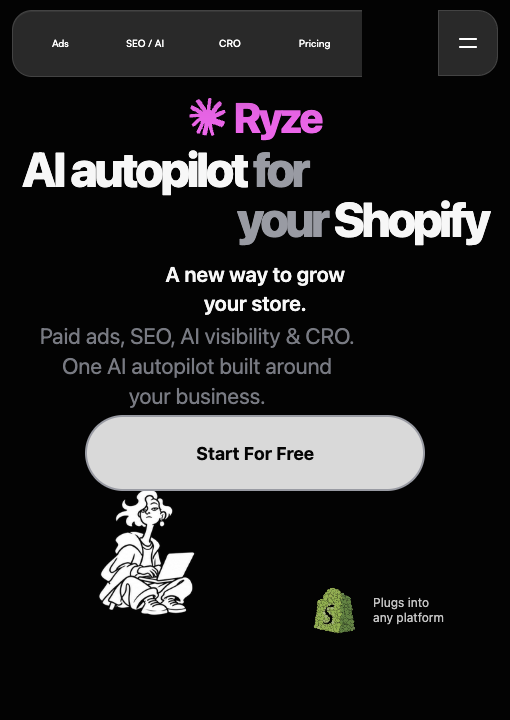 Ads SEO / AI CRO Pricing
Ryze
AI autopilot for
your Shopify
A new way to grow
your store.
Paid ads, SEO, AI visibility & CRO.
One AI autopilot built around
your business.
Start For Free
Plugs into
any platform